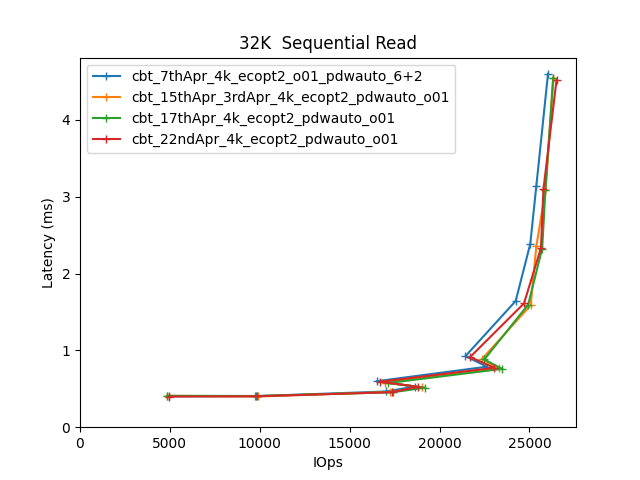 32K  Sequential Read
cbt_7thApr_4k_ecopt2_o01_pdwauto_6+2
cbt_15thApr_3rdApr_4k_ecopt2_pdwauto_o01
cbt_17thApr_4k_ecopt2_pdwauto_o01
cbt_22ndApr_4k_ecopt2_pdwauto_o01
Latency (ms)
4
3
2
1
0
0 5000 10000 15000 20000 25000
IOps